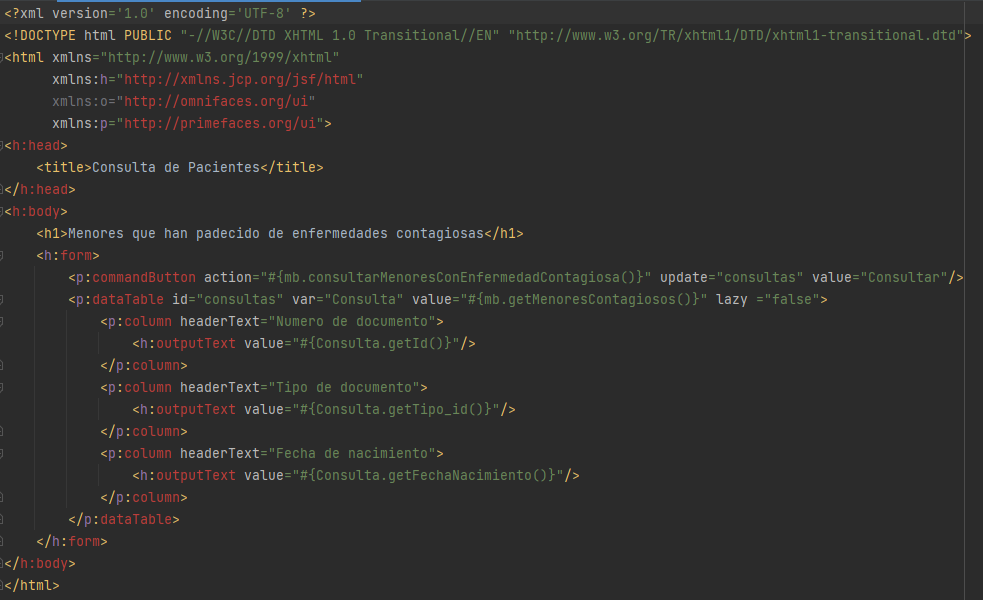 <?xml version='1.0' encoding='UTF-8' ?>
<!DOCTYPE html PUBLIC "-//W3C//DTD XHTML 1.0 Transitional//EN" "http://www.w3.org/TR/xhtml1/DTD/xhtml1-transitional.dtd">
<html xmlns="http://www.w3.org/1999/xhtml"
      xmlns:h="http://xmlns.jcp.org/jsf/html"
      xmlns:o="http://omnifaces.org/ui"
      xmlns:p="http://primefaces.org/ui">
<h:head>
    <title>Consulta de Pacientes</title>
</h:head>
<h:body>
    <h1>Menores que han padecido de enfermedades contagiosas</h1>
    <h:form>
        <p:commandButton action="#{mb.consultarMenoresConEnfermedadContagiosa()}" update="consultas" value="Consultar"/>
        <p:dataTable id="consultas" var="Consulta" value="#{mb.getMenoresContagiosos()}" lazy ="false">
            <p:column headerText="Numero de documento">
                <h:outputText value="#{Consulta.getId()}"/>
            </p:column>
            <p:column headerText="Tipo de documento">
                <h:outputText value="#{Consulta.getTipo_id()}"/>
            </p:column>
            <p:column headerText="Fecha de nacimiento">
                <h:outputText value="#{Consulta.getFechaNacimiento()}"/>
            </p:column>
        </p:dataTable>
    </h:form>
</h:body>
</html>